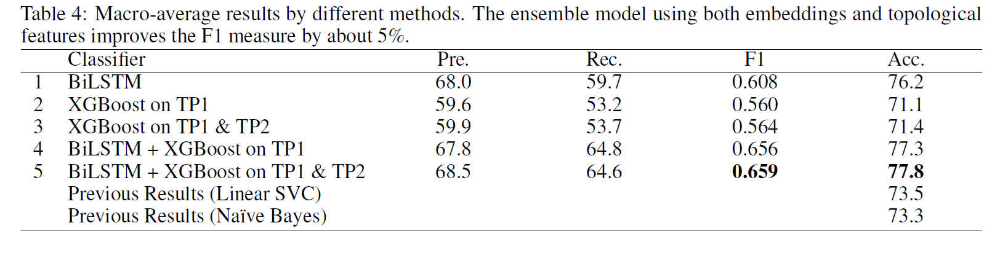 Table 4: Macro-average results by different methods. The ensemble model using both embeddings and topological
features improves the F1 measure by about 5%.
Classifier Pre. Rec. F1 Acc.
1 BiLSTM 68.0 59.7 0.608 76.2
2 XGBoost on TP1 59.6 53.2 0.560 71.1
3 XGBoost on TP1 & TP2 59.9 53.7 0.564 71.4
4 BiLSTM + XGBoost on TP1 67.8 64.8 0.656 77.3
5 BiLSTM + XGBoost on TP1 & TP2 68.5 64.6 0.659 77.8
Previous Results (Linear SVC) 73.5
Previous Results (Naïve Bayes) 73.3